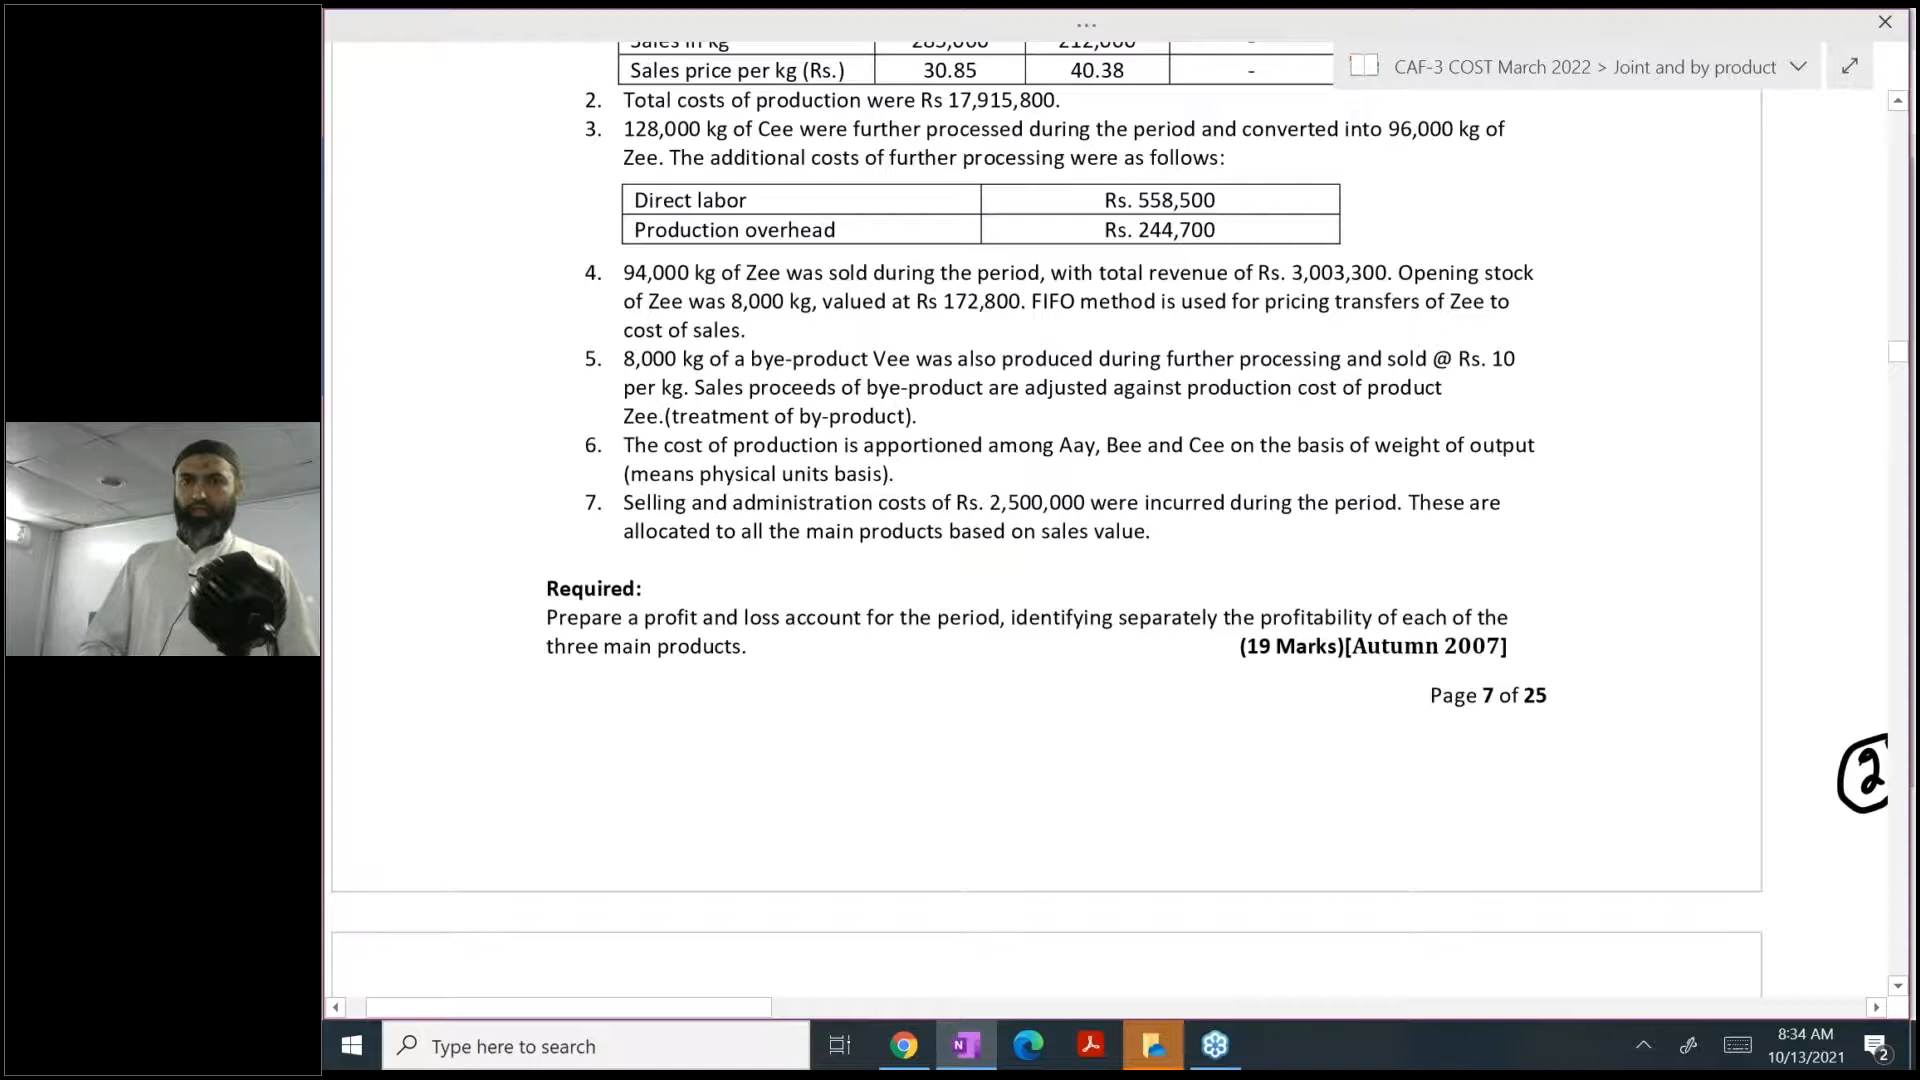 CAF-3 COST March 2022 > Joint and by product
Sales in kg 285,000 212,000 -
Sales price per kg (Rs.) 30.85 40.38 -
2. Total costs of production were Rs 17,915,800.
3. 128,000 kg of Cee were further processed during the period and converted into 96,000 kg of
Zee. The additional costs of further processing were as follows:
Direct labor Rs. 558,500
Production overhead Rs. 244,700
4. 94,000 kg of Zee was sold during the period, with total revenue of Rs. 3,003,300. Opening stock
of Zee was 8,000 kg, valued at Rs 172,800. FIFO method is used for pricing transfers of Zee to
cost of sales.
5. 8,000 kg of a bye-product Vee was also produced during further processing and sold @ Rs. 10
per kg. Sales proceeds of bye-product are adjusted against production cost of product
Zee.(treatment of by-product).
6. The cost of production is apportioned among Aay, Bee and Cee on the basis of weight of output
(means physical units basis).
7. Selling and administration costs of Rs. 2,500,000 were incurred during the period. These are
allocated to all the main products based on sales value.
Required:
Prepare a profit and loss account for the period, identifying separately the profitability of each of the
three main products. (19 Marks)[Autumn 2007]
Page 7 of 25
2
Type here to search
N
8:34 AM
10/13/2021
2